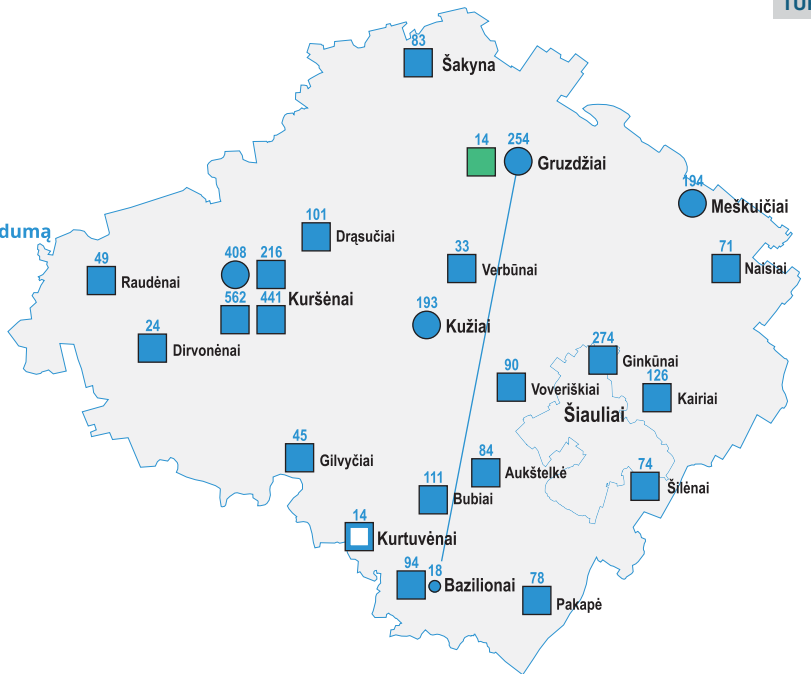 83
Šakyna
14
254
Gruzdžiai
194
Meškuičiai
dumą
101
Drąsučiai
49
Raudėnai
408
216
33
Verbūnai
71
Naisiai
562
441
Kuršėnai
193
Kužiai
24
Dirvonėnai
274
Ginkūnai
90
Voveriškiai
126
Kairiai
Šiauliai
45
Gilvyčiai
84
Aukštelkė
74
Šilėnai
111
Bubiai
14
Kurtuvėnai
94
18
Bazilionai
78
Pakapė